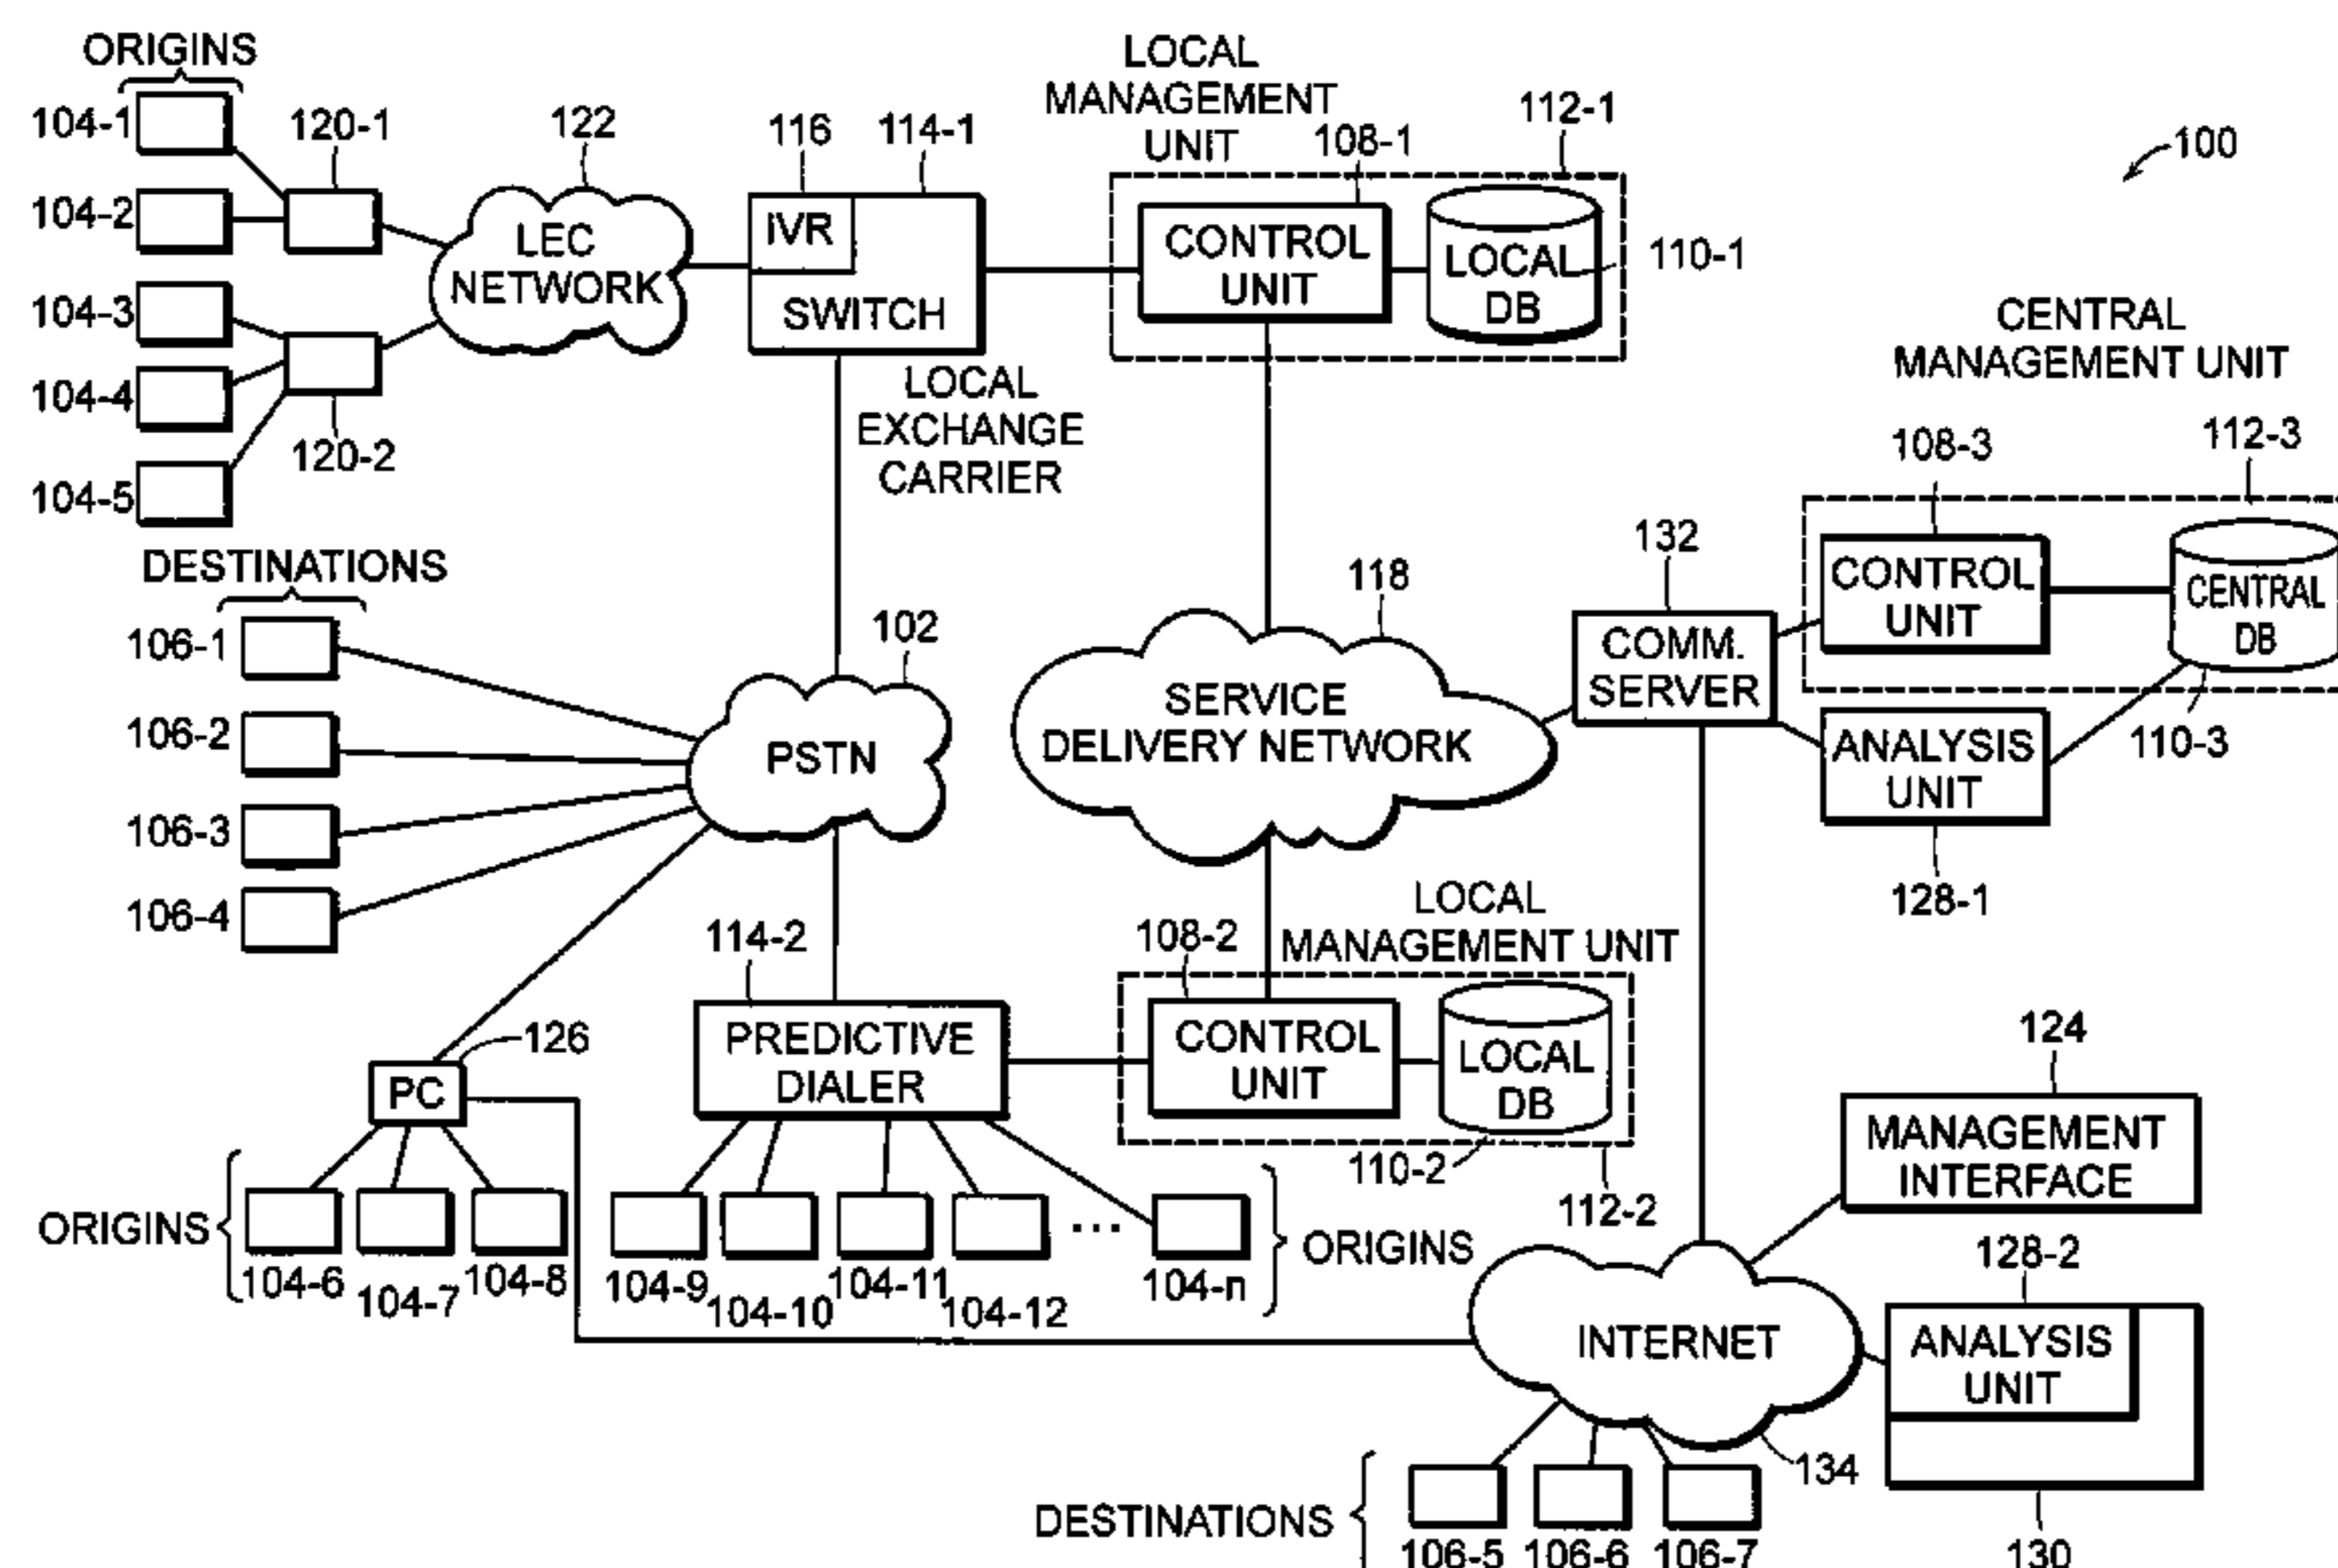 ORIGINS
104-1
104-2
104-3
104-4
104-5
120-1
120-2
122
LEC
NETWORK
116
114-1
IVR
SWITCH
LOCAL
EXCHANGE
CARRIER
LOCAL
MANAGEMENT
UNIT
108-1
112-1
CONTROL
UNIT
LOCAL
DB
110-1
100
CENTRAL
MANAGEMENT UNIT
108-3
112-3
CONTROL
UNIT
CENTRAL
DB
110-3
132
COMM.
SERVER
ANALYSIS
UNIT
128-1
118
SERVICE
DELIVERY NETWORK
DESTINATIONS
106-1
106-2
106-3
106-4
102
PSTN
114-2
PREDICTIVE
DIALER
108-2
LOCAL
MANAGEMENT UNIT
CONTROL
UNIT
LOCAL
DB
110-2
112-2
126
PC
ORIGINS
104-6
104-7
104-8
104-9
104-10
104-11
104-12
...
104-n
ORIGINS
124
MANAGEMENT
INTERFACE
128-2
ANALYSIS
UNIT
INTERNET
134
130
DESTINATIONS
106-5
106-6
106-7